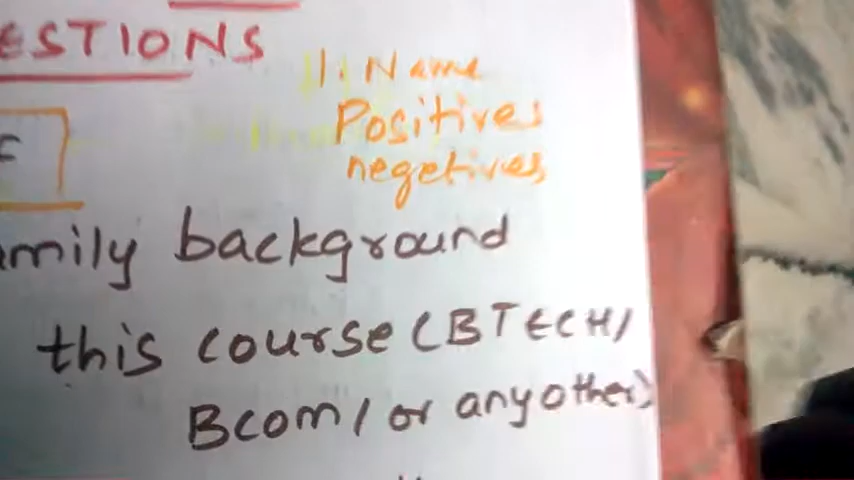 ESTIONS
1. Name
Positives
negetives
amily background
this course (BTECH/
Bcom/ or any other)